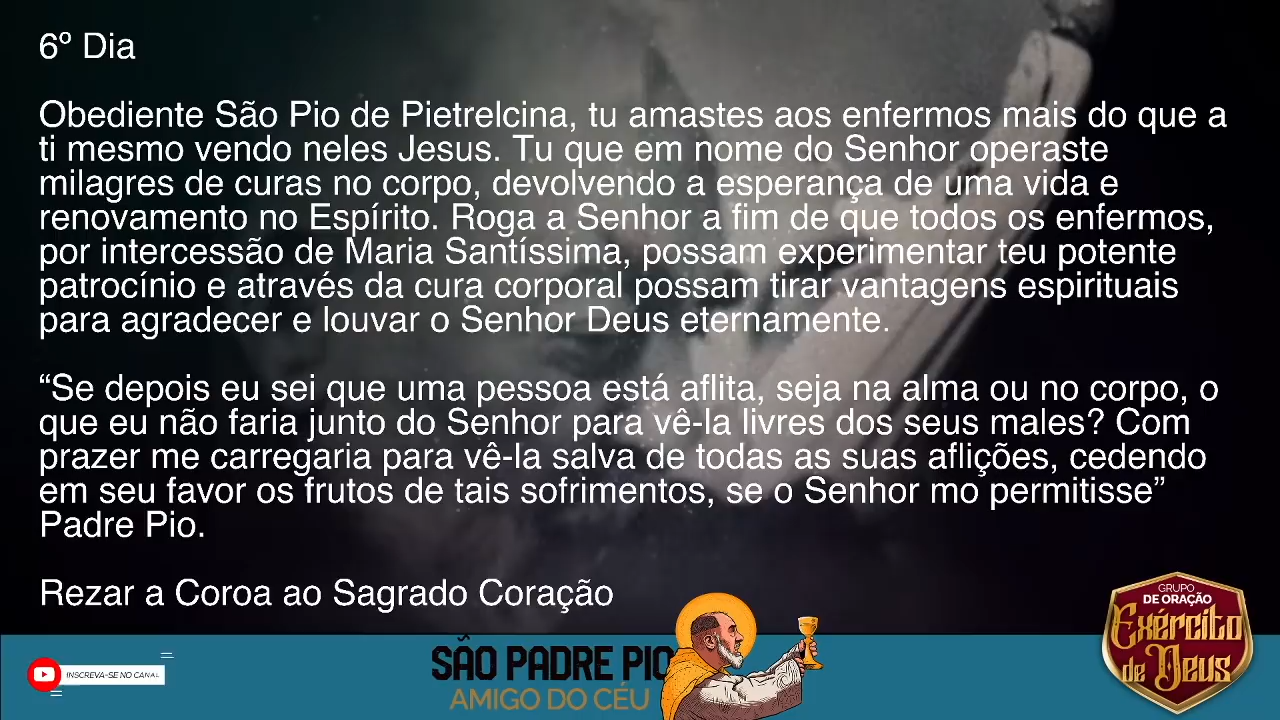 6º Dia
Obediente São Pio de Pietrelcina, tu amastes aos enfermos mais do que a
ti mesmo vendo neles Jesus. Tu que em nome do Senhor operaste
milagres de curas no corpo, devolvendo a esperança de uma vida e
renovamento no Espírito. Roga a Senhor a fim de que todos os enfermos,
por intercessão de Maria Santíssima, possam experimentar teu potente
patrocínio e através da cura corporal possam tirar vantagens espirituais
para agradecer e louvar o Senhor Deus eternamente.
“Se depois eu sei que uma pessoa está aflita, seja na alma ou no corpo, o
que eu não faria junto do Senhor para vê-la livres dos seus males? Com
prazer me carregaria para vê-la salva de todas as suas aflições, cedendo
em seu favor os frutos de tais sofrimentos, se o Senhor mo permitisse”
Padre Pio.
Rezar a Coroa ao Sagrado Coração
GRUPO
DE ORAÇÃO
Exército
de Deus
SÃO PADRE PIO
AMIGO DO CÉU
INSCREVA-SE NO CANAL